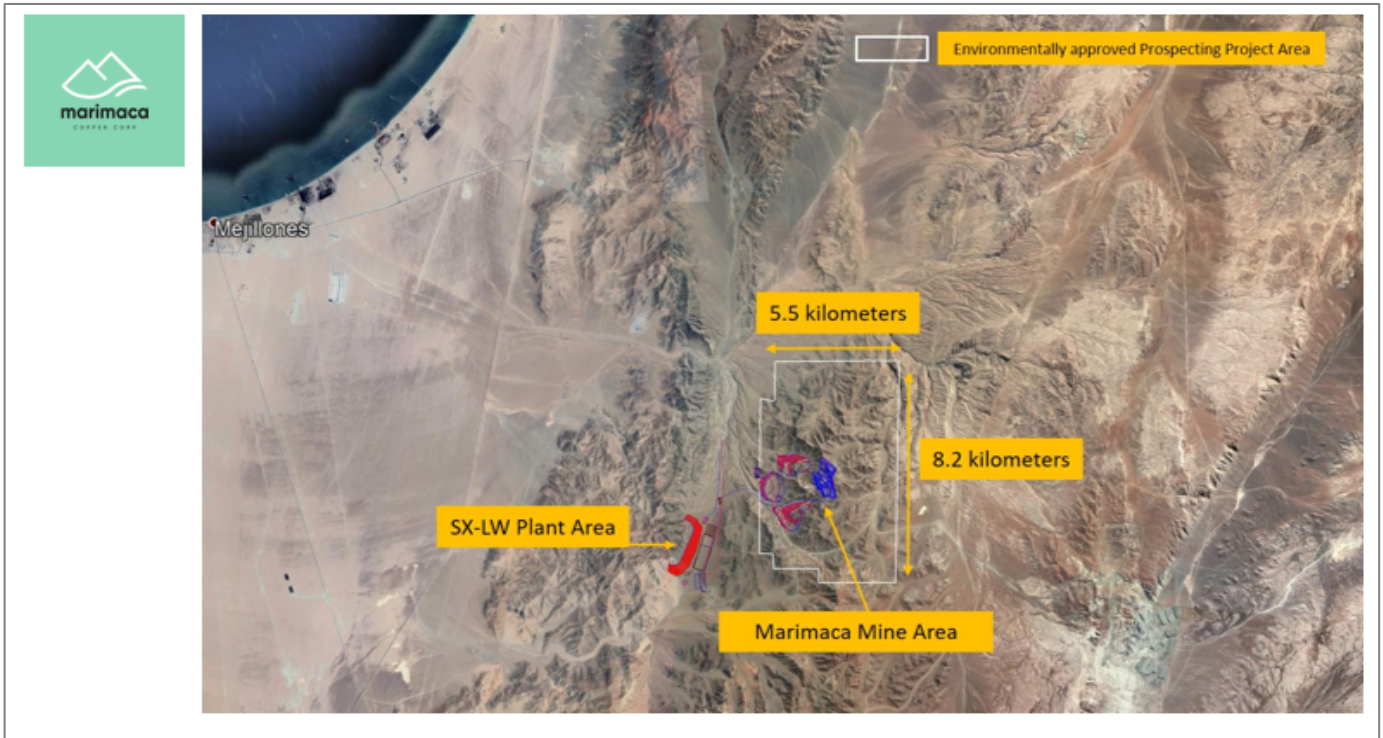 marimaca
COPPER CORP
Environmentally approved Prospecting Project Area
Mejillones
5.5 kilometers
8.2 kilometers
SX-LW Plant Area
Marimaca Mine Area